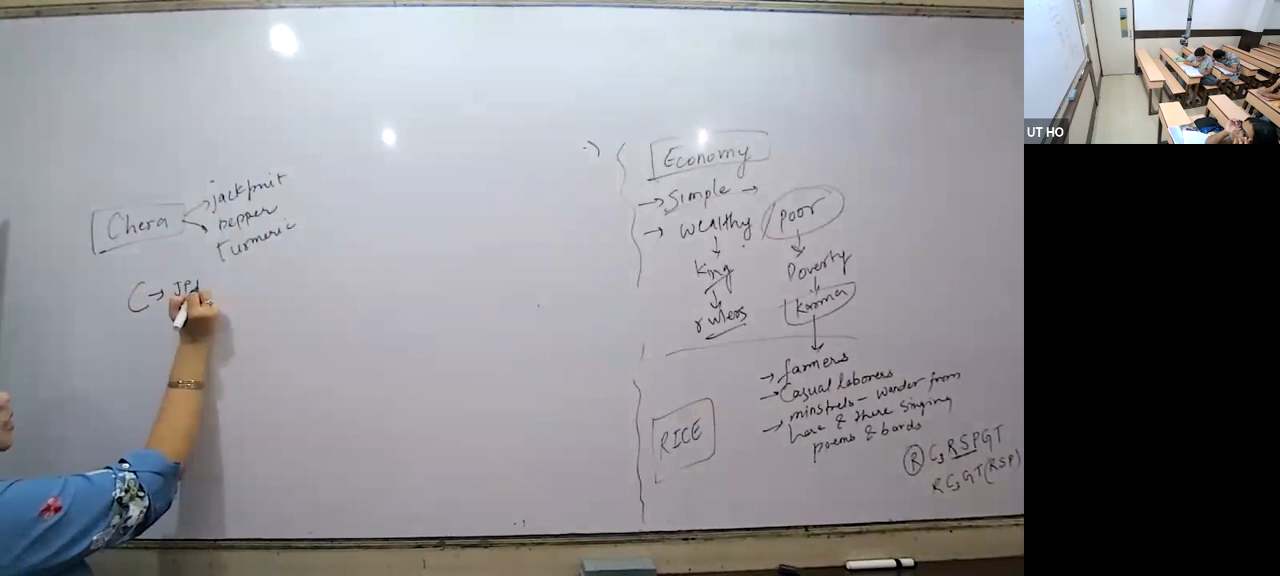 Chera
jackfruit
pepper
turmeric
C → JP
Economy
→ Simple →
→ wealthy
poor
King
Poverty
rulers
Karma
→ farmers
→ Casual laborers
→ minstrels - wander from
here & there singing
poems & bards
RICE
R C3 RSPGT
RC3GT(RSP)
UT HO